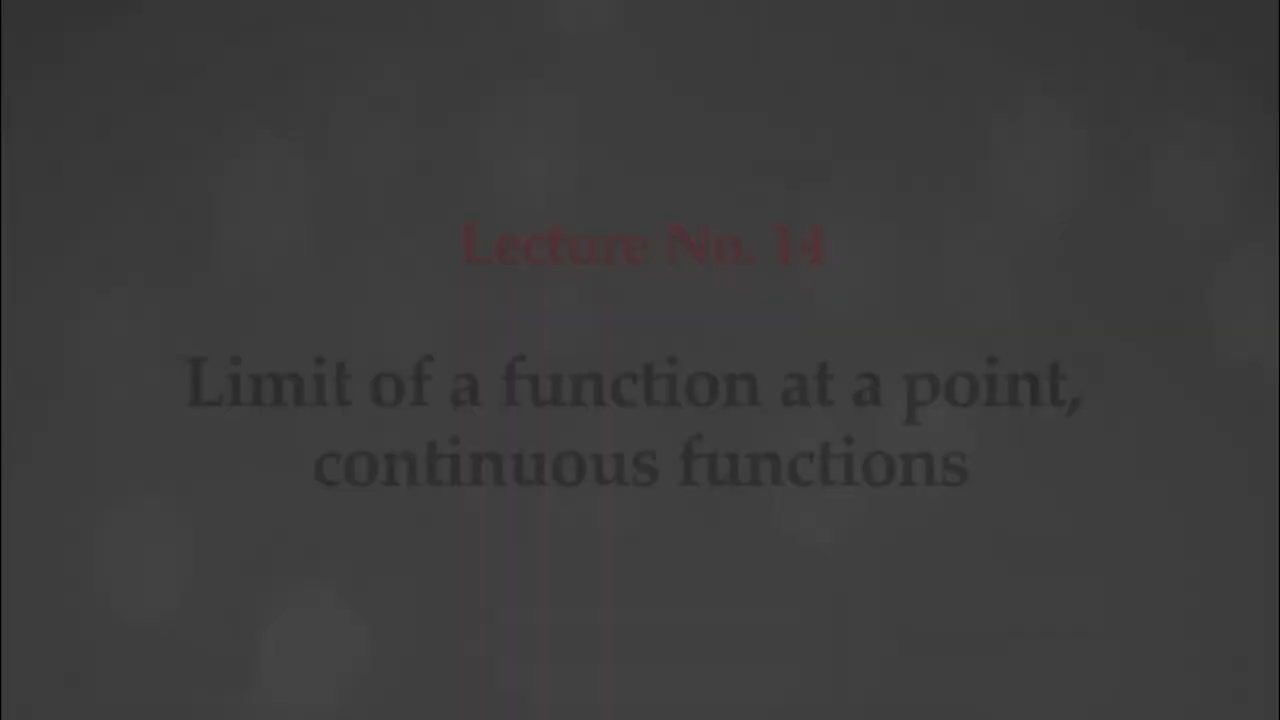 Lecture No. 14
Limit of a function at a point,
continuous functions